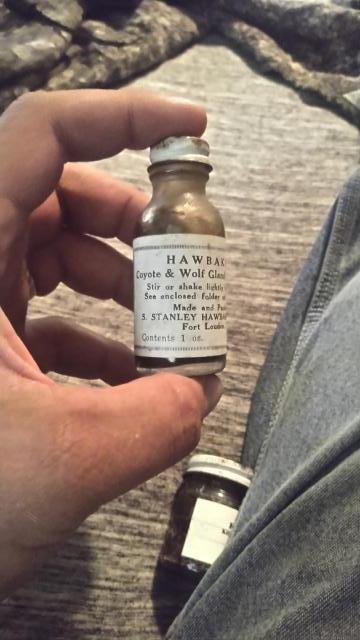 HAWBAK
Coyote & Wolf Gland
Stir or shake lightly
See enclosed folder
Made and
S. STANLEY HAWBA
Fort Loudon
Contents 1 oz.